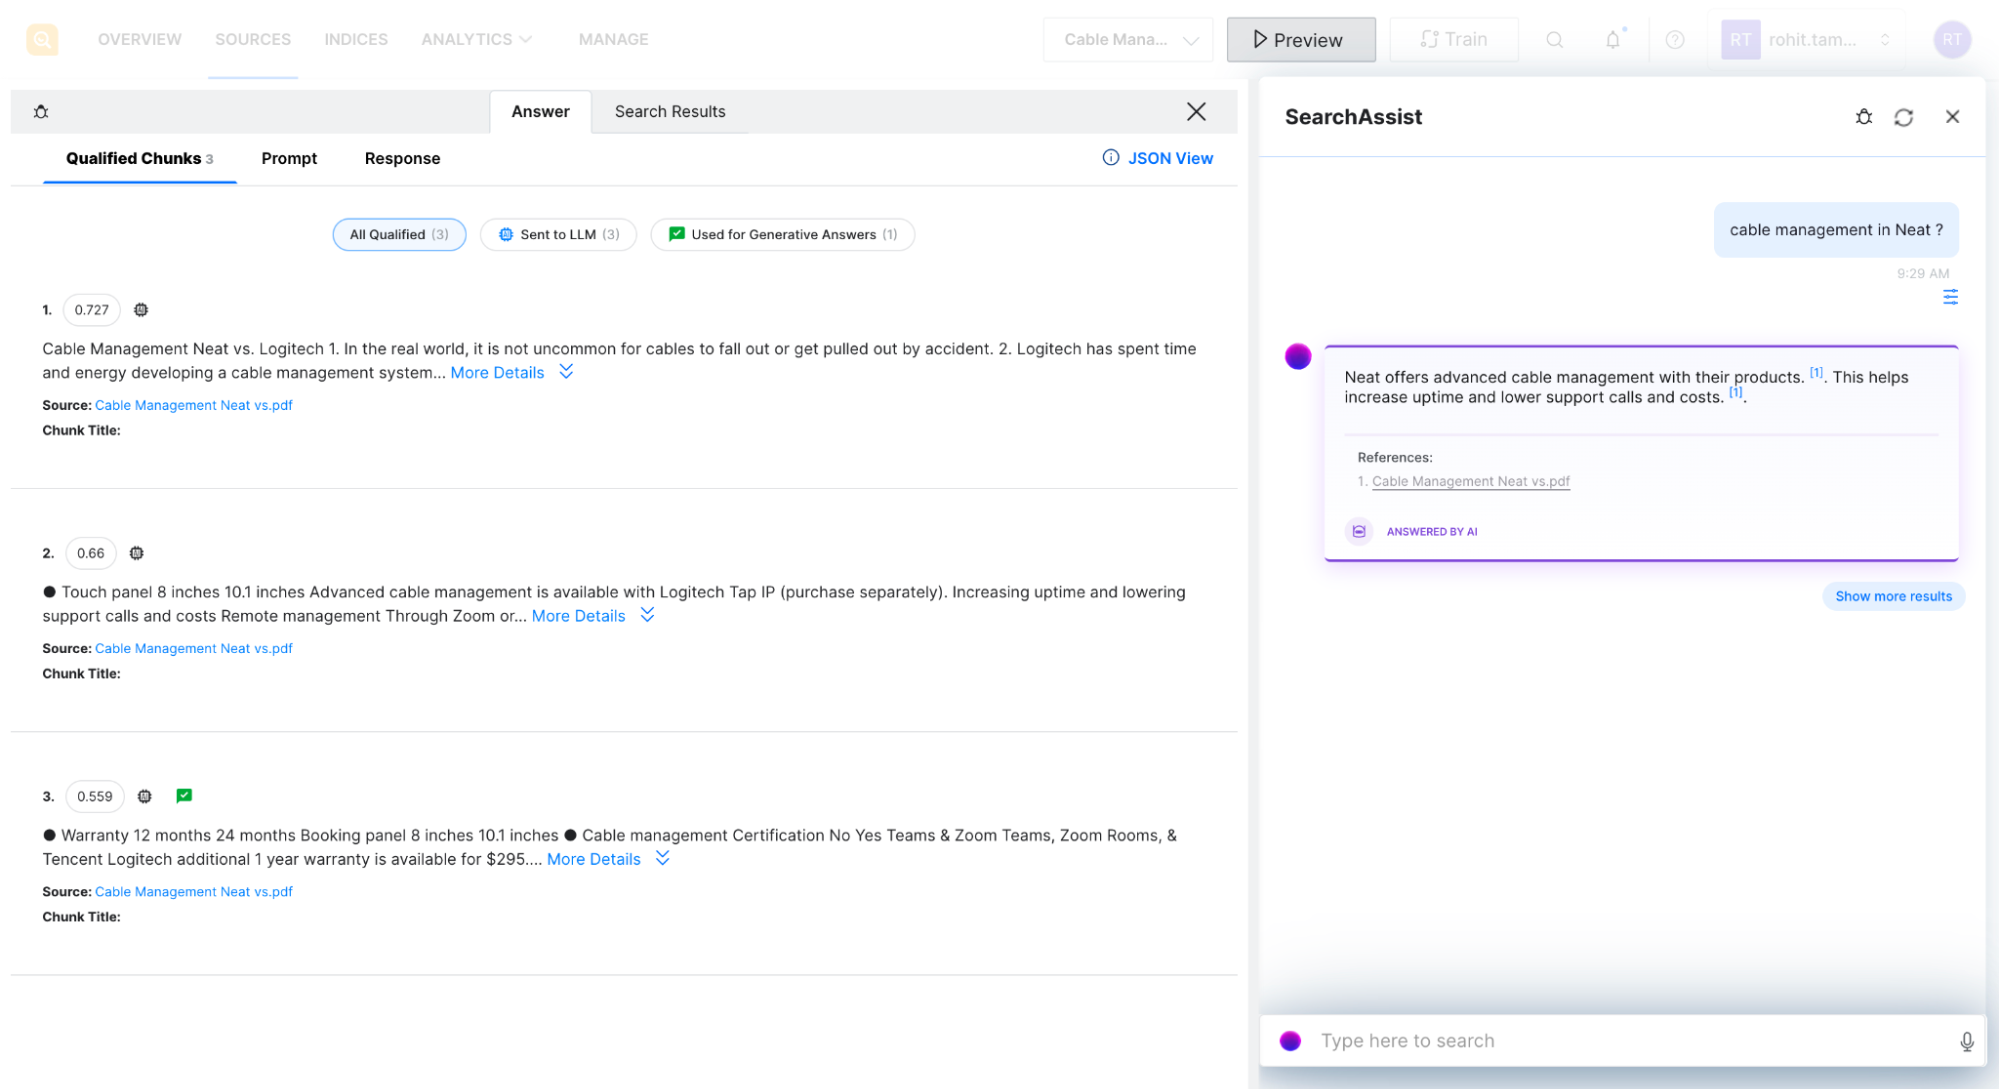 OVERVIEW SOURCES INDICES ANALYTICS MANAGE Cable Mana... Preview Train RT rohit.tam... RT
Answer Search Results
Qualified Chunks 3 Prompt Response JSON View
All Qualified (3) Sent to LLM (3) Used for Generative Answers (1)
1. 0.727
Cable Management Neat vs. Logitech 1. In the real world, it is not uncommon for cables to fall out or get pulled out by accident. 2. Logitech has spent time
and energy developing a cable management system... More Details
Source: Cable Management Neat vs.pdf
Chunk Title:
2. 0.66
● Touch panel 8 inches 10.1 inches Advanced cable management is available with Logitech Tap IP (purchase separately). Increasing uptime and lowering
support calls and costs Remote management Through Zoom or... More Details
Source: Cable Management Neat vs.pdf
Chunk Title:
3. 0.559
● Warranty 12 months 24 months Booking panel 8 inches 10.1 inches ● Cable management Certification No Yes Teams & Zoom Teams, Zoom Rooms, &
Tencent Logitech additional 1 year warranty is available for $295.... More Details
Source: Cable Management Neat vs.pdf
Chunk Title:
SearchAssist
cable management in Neat ?
9:29 AM
Neat offers advanced cable management with their products. [1]. This helps
increase uptime and lower support calls and costs. [1].
References:
1. Cable Management Neat vs.pdf
ANSWERED BY AI
Show more results
Type here to search